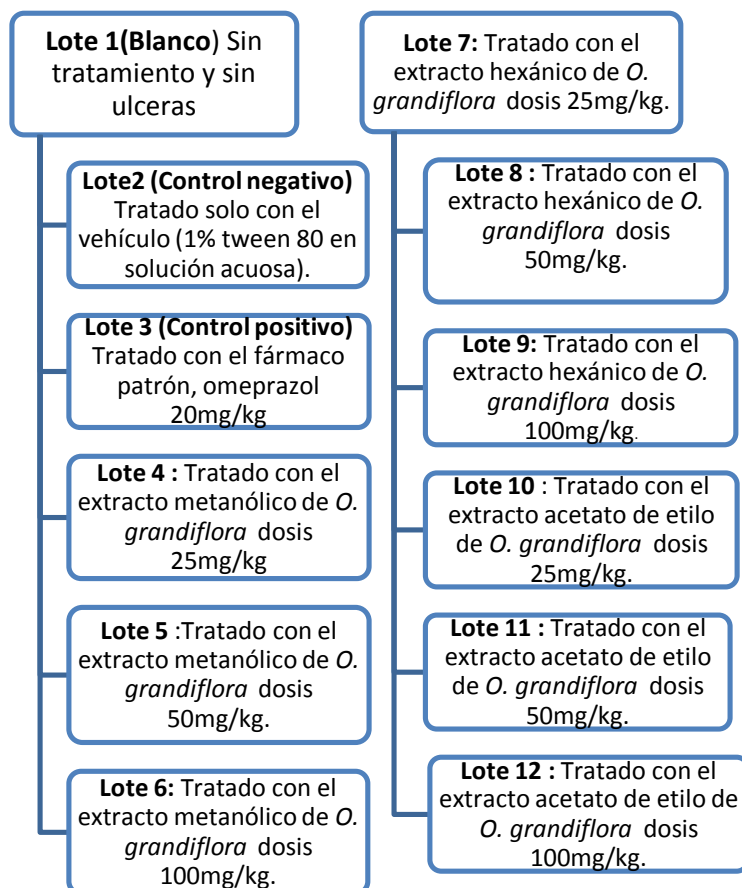 Lote 1(Blanco) Sin
tratamiento y sin
ulceras
Lote2 (Control negativo)
Tratado solo con el
vehículo (1% tween 80 en
solución acuosa).
Lote 3 (Control positivo)
Tratado con el fármaco
patrón, omeprazol
20mg/kg
Lote 4 : Tratado con el
extracto metanólico de O.
grandiflora dosis
25mg/kg
Lote 5 :Tratado con el
extracto metanólico de O.
grandiflora dosis
50mg/kg.
Lote 6: Tratado con el
extracto metanólico de O.
grandiflora dosis
100mg/kg.
Lote 7: Tratado con el
extracto hexánico de O.
grandiflora dosis 25mg/kg.
Lote 8 : Tratado con el
extracto hexánico de O.
grandiflora dosis
50mg/kg.
Lote 9: Tratado con el
extracto hexánico de O.
grandiflora dosis
100mg/kg.
Lote 10 : Tratado con el
extracto acetato de etilo
de O. grandiflora dosis
25mg/kg.
Lote 11 : Tratado con el
extracto acetato de etilo
de O. grandiflora dosis
50mg/kg.
Lote 12 : Tratado con el
extracto acetato de etilo de
O. grandiflora dosis
100mg/kg.